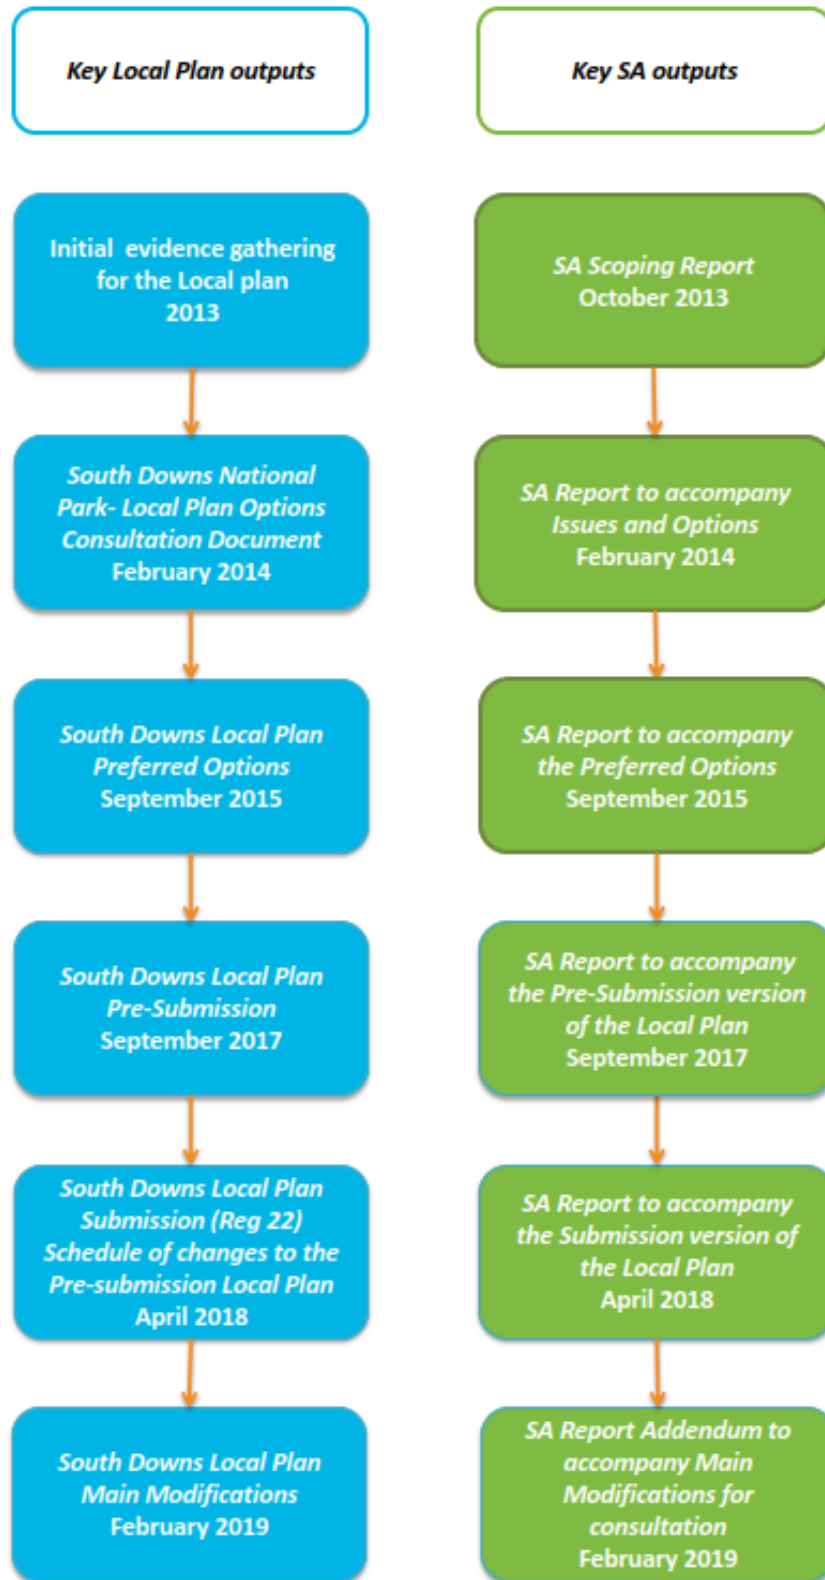 Key Local Plan outputs
Key SA outputs
Initial evidence gathering
for the Local plan
2013
SA Scoping Report
October 2013
South Downs National
Park- Local Plan Options
Consultation Document
February 2014
SA Report to accompany
Issues and Options
February 2014
South Downs Local Plan
Preferred Options
September 2015
SA Report to accompany
the Preferred Options
September 2015
South Downs Local Plan
Pre-Submission
September 2017
SA Report to accompany
the Pre-Submission version
of the Local Plan
September 2017
South Downs Local Plan
Submission (Reg 22)
Schedule of changes to the
Pre-submission Local Plan
April 2018
SA Report to accompany
the Submission version of
the Local Plan
April 2018
South Downs Local Plan
Main Modifications
February 2019
SA Report Addendum to
accompany Main
Modifications for
consultation
February 2019